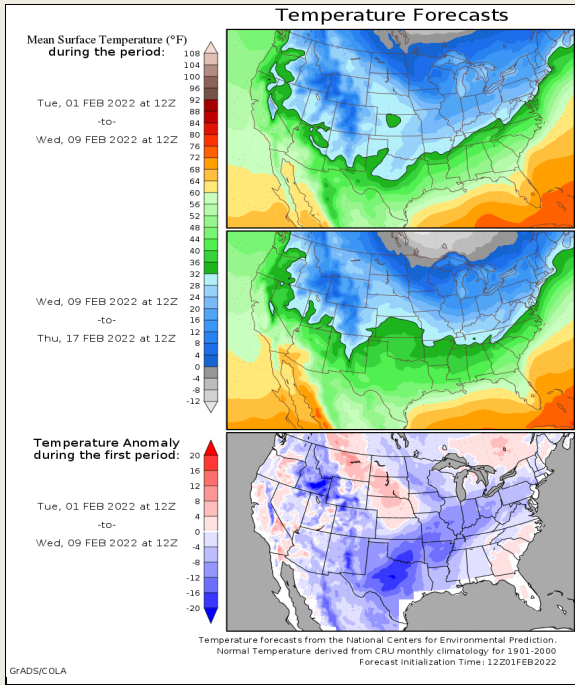 Temperature Forecasts
Mean Surface Temperature (°F)
during the period:
Tue, 01 FEB 2022 at 12Z
-to-
Wed, 09 FEB 2022 at 12Z
108
104
100
96
92
88
84
80
76
72
68
64
60
56
52
48
44
40
36
32
28
24
20
16
12
8
4
0
-4
-8
-12
Wed, 09 FEB 2022 at 12Z
-to-
Thu, 17 FEB 2022 at 12Z
Temperature Anomaly
during the first period:
Tue, 01 FEB 2022 at 12Z
-to-
Wed, 09 FEB 2022 at 12Z
20
16
12
8
4
0
-4
-8
-12
-16
-20
Temperature forecasts from the National Centers for Environmental Prediction.
Normal Temperature derived from CRU monthly climatology for 1901-2000
Forecast Initialization Time: 12Z01FEB2022
GrADS/COLA